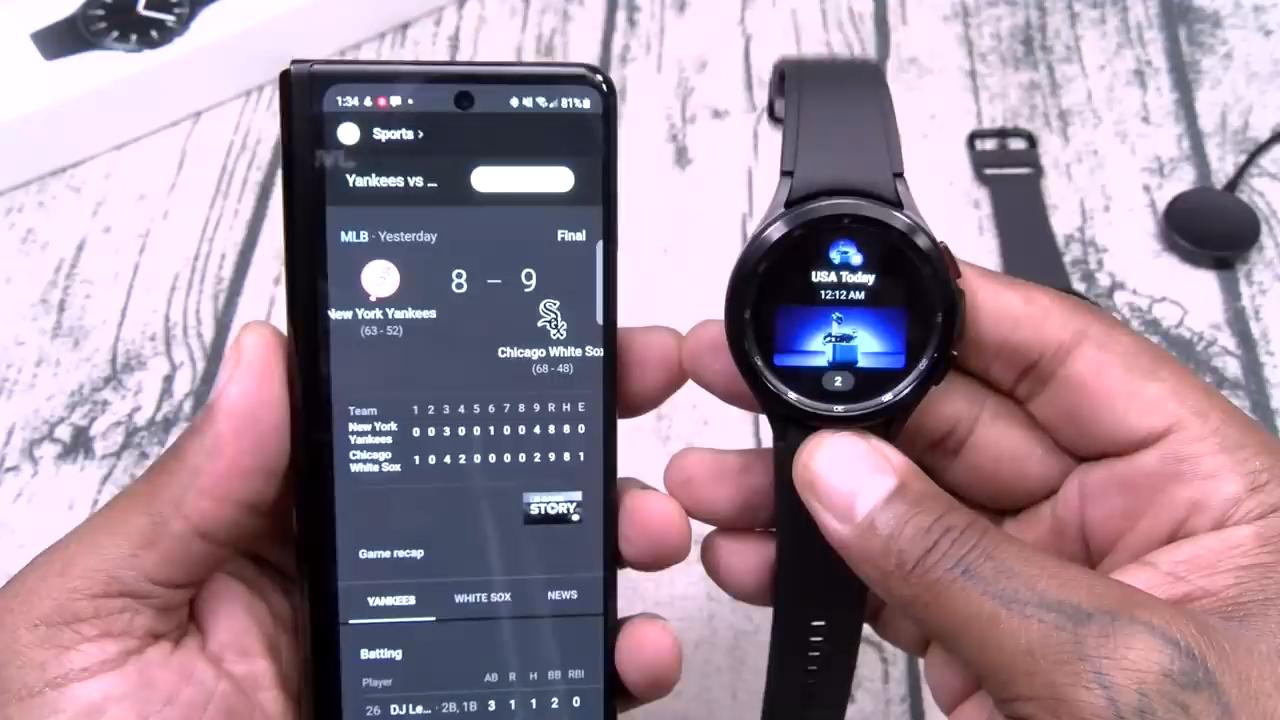 1:34
81%
Sports >
Yankees vs ...
MLB · Yesterday
Final
8 – 9
New York Yankees
(63 - 52)
Chicago White Sox
(68 - 48)
Team 1 2 3 4 5 6 7 8 9 R H E
New York
Yankees
0 0 3 0 0 1 0 0 4 8 8 0
Chicago
White Sox
1 0 4 2 0 0 0 0 2 9 8 1
STORY
Game recap
YANKEES
WHITE SOX
NEWS
Batting
Player
AB R H BB RBI
26 DJ Le... · 2B, 1B 3 1 1 2 0
USA Today
12:12 AM
2